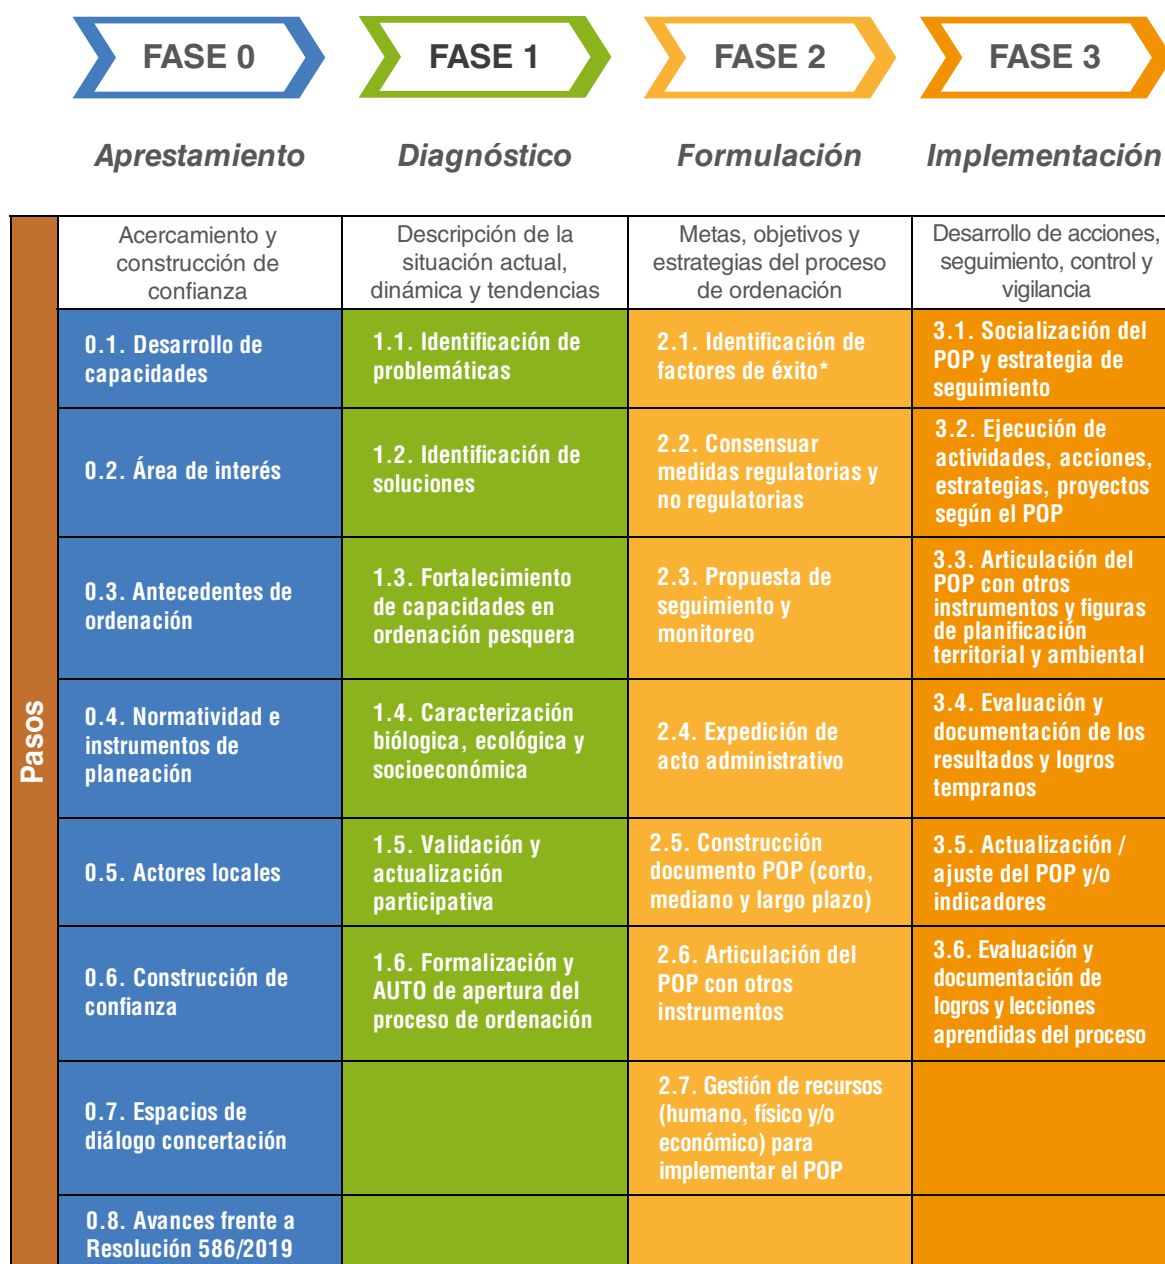 FASE 0
FASE 1
FASE 2
FASE 3
Aprestamiento
Diagnóstico
Formulación
Implementación
Pasos
Acercamiento y
construcción de
confianza
Descripción de la
situación actual,
dinámica y tendencias
Metas, objetivos y
estrategias del proceso
de ordenación
Desarrollo de acciones,
seguimiento, control y
vigilancia
0.1. Desarrollo de
capacidades
1.1. Identificación de
problemáticas
2.1. Identificación de
factores de éxito*
3.1. Socialización del
POP y estrategia de
seguimiento
0.2. Área de interés
1.2. Identificación de
soluciones
2.2. Consensuar
medidas regulatorias y
no regulatorias
3.2. Ejecución de
actividades, acciones,
estrategias, proyectos
según el POP
0.3. Antecedentes de
ordenación
1.3. Fortalecimiento
de capacidades en
ordenación pesquera
2.3. Propuesta de
seguimiento y
monitoreo
3.3. Articulación del
POP con otros
instrumentos y figuras
de planificación
territorial y ambiental
0.4. Normatividad e
instrumentos de
planeación
1.4. Caracterización
biólogica, ecológica y
socioeconómica
2.4. Expedición de
acto administrativo
3.4. Evaluación y
documentación de los
resultados y logros
tempranos
0.5. Actores locales
1.5. Validación y
actualización
participativa
2.5. Construcción
documento POP (corto,
mediano y largo plazo)
3.5. Actualización /
ajuste del POP y/o
indicadores
0.6. Construcción de
confianza
1.6. Formalización y
AUTO de apertura del
proceso de ordenación
2.6. Articulación del
POP con otros
instrumentos
3.6. Evaluación y
documentación de
logros y lecciones
aprendidas del proceso
0.7. Espacios de
diálogo concertación
2.7. Gestión de recursos
(humano, físico y/o
económico) para
implementar el POP
0.8. Avances frente a
Resolución 586/2019